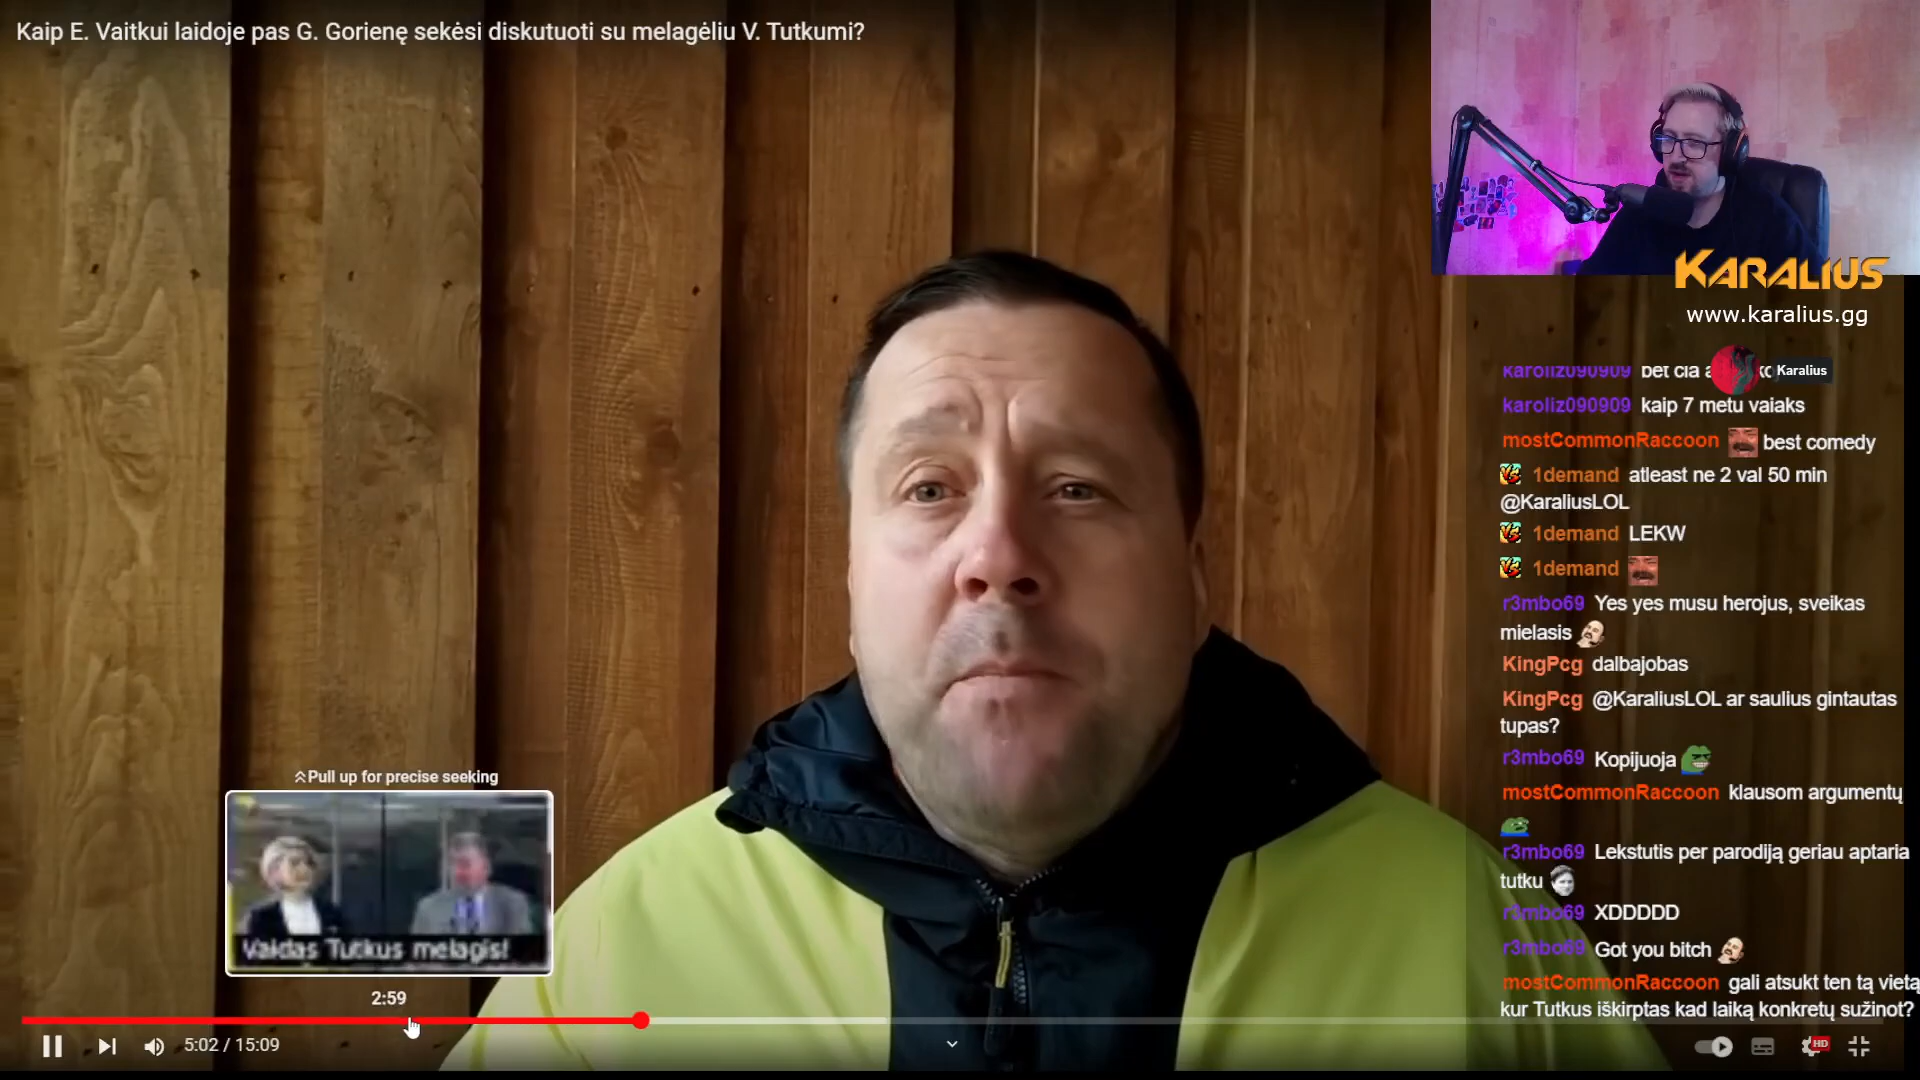 Kaip E. Vaitkui laidoje pas G. Gorienę sekėsi diskutuoti su melagėliu V. Tutkumi?
KARALIUS
www.karalius.gg
karoliz090909 bet cia
Karalius
karoliz090909 kaip 7 metu vaiaks
mostCommonRaccoon best comedy
1demand atleast ne 2 val 50 min
@KaraliusLOL
1demand LEKW
1demand
r3mbo69 Yes yes musu herojus, sveikas
mielasis
KingPcg dalbajobas
KingPcg @KaraliusLOL ar saulius gintautas
tupas?
r3mbo69 Kopijuoja
mostCommonRaccoon klausom argumentų
r3mbo69 Lekstutis per parodiją geriau aptaria
tutku
r3mbo69 XDDDDD
r3mbo69 Got you bitch
mostCommonRaccoon gali atsukt ten tą vietą
kur Tutkus iškirptas kad laiką konkretų sužinot?
Pull up for precise seeking
Valdas Tutkus melagis!
2:59
5:02 / 15:09
HD